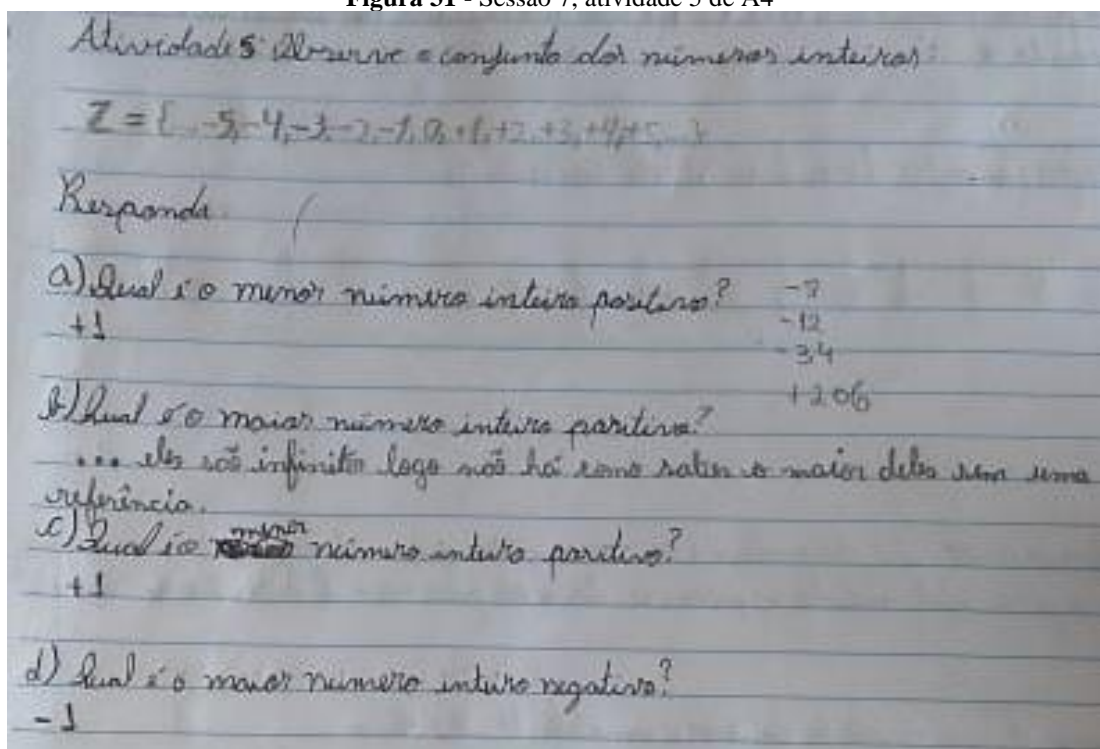 Figura 31 - Sessão 7, atividade 5 de A4
Atividade 5: Observe o conjunto dos números inteiros:
Z = {...-5,-4,-3,-2,-1,0,+1,+2,+3,+4,+5,...}
Responda
a) Qual é o menor número inteiro positivo?
-7
+1
-12
-34
+206
b) Qual é o maior número inteiro positivo?
... eles são infinito logo não há como saber o maior deles sem uma
referência.
c) Qual é o menor número inteiro positivo?
+1
d) Qual é o maior número inteiro negativo?
-1